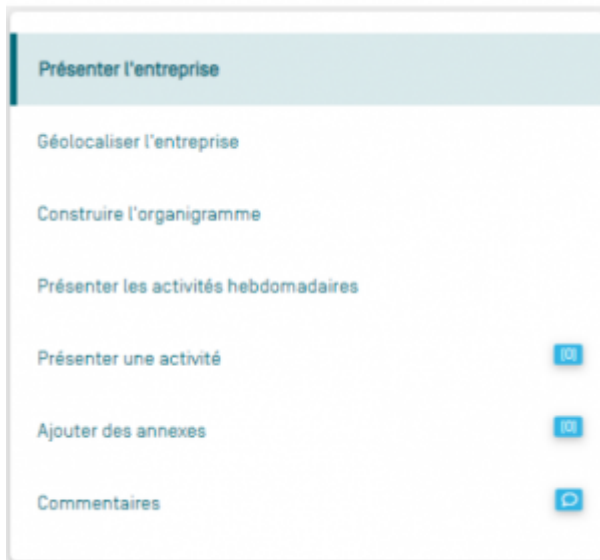 Présenter l'entreprise
Géolocaliser l'entreprise
Construire l'organigramme
Présenter les activités hebdomadaires
Présenter une activité [0]
Ajouter des annexes [0]
Commentaires